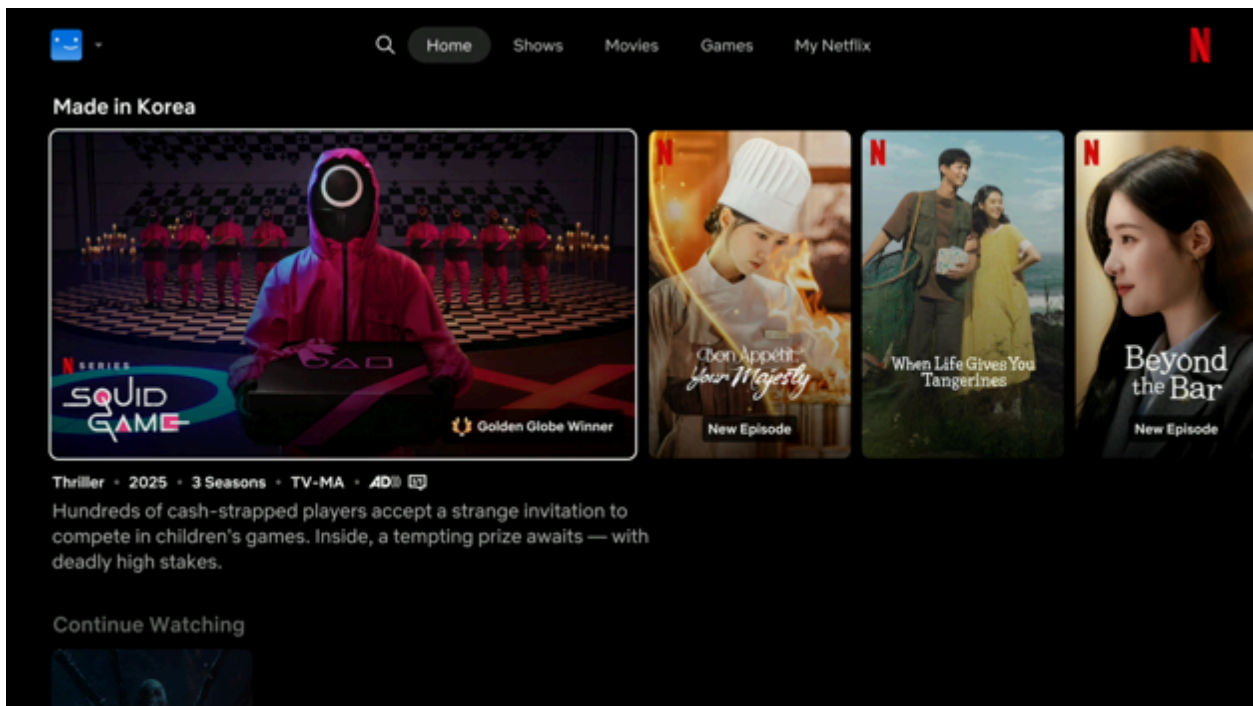 Home Shows Movies Games My Netflix
N
Made in Korea
N SERIES
SQUID
GAME
Golden Globe Winner
N
Bon Appétit,
Your Majesty
New Episode
N
When Life Gives You
Tangerines
N
Beyond
the Bar
New Episode
Thriller • 2025 • 3 Seasons • TV-MA • AD)))
Hundreds of cash-strapped players accept a strange invitation to
compete in children's games. Inside, a tempting prize awaits — with
deadly high stakes.
Continue Watching